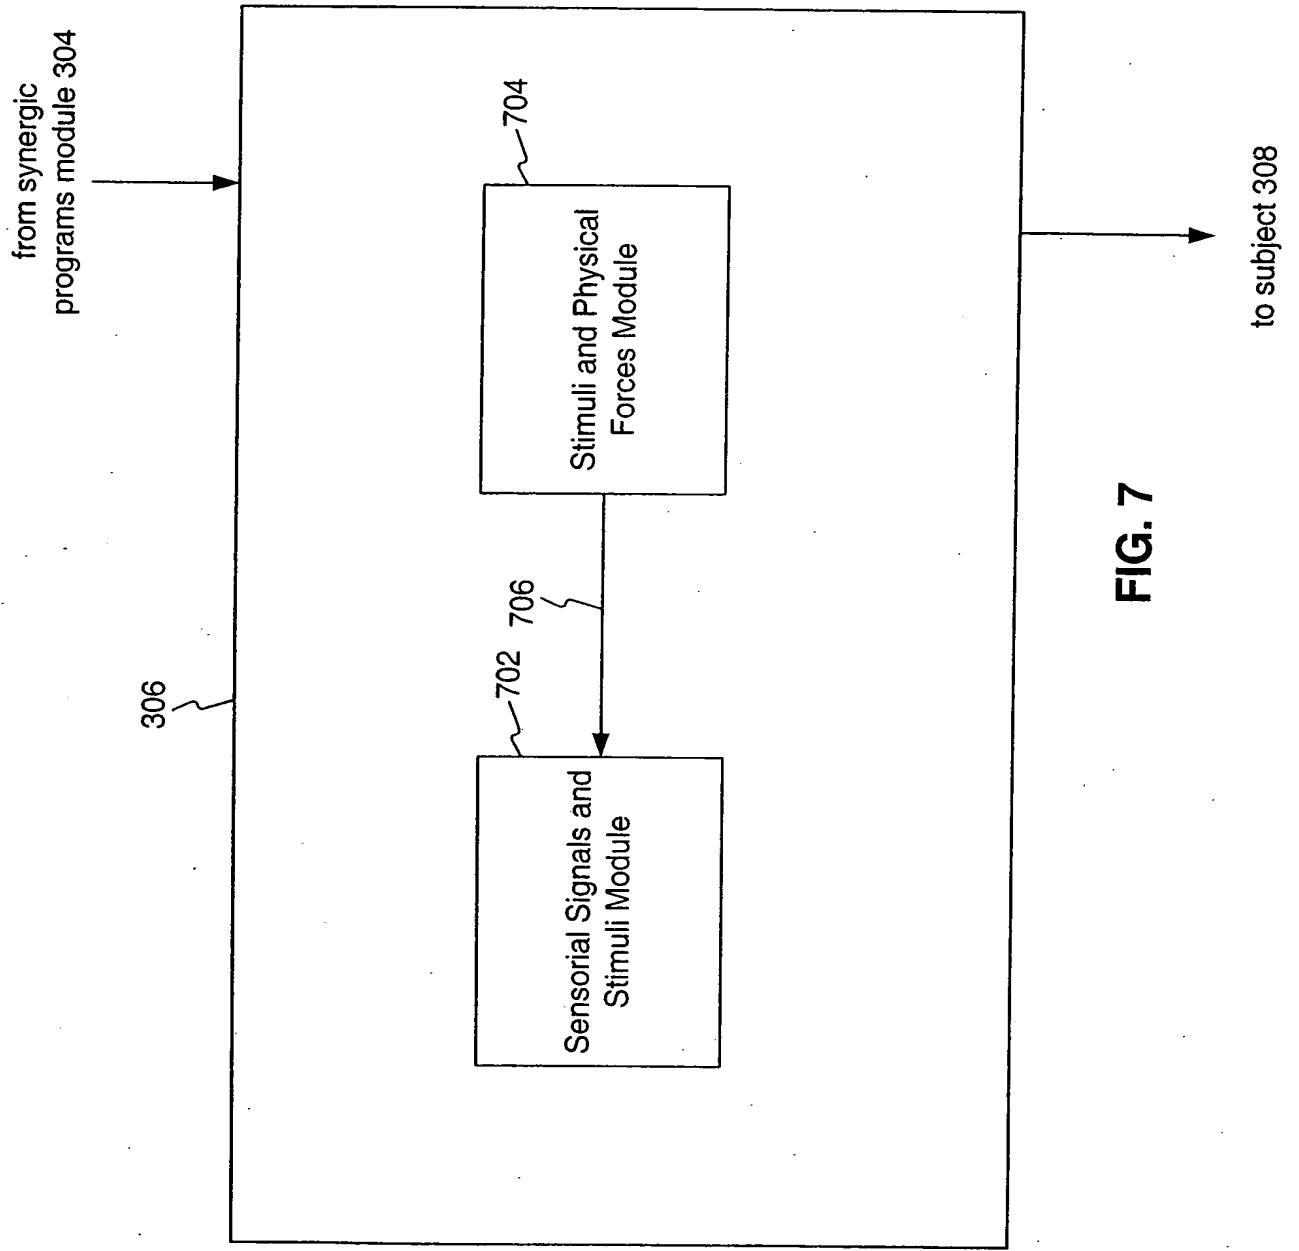 from synergic
programs module 304
306
702
Sensorial Signals and
Stimuli Module
706
704
Stimuli and Physical
Forces Module
FIG. 7
to subject 308